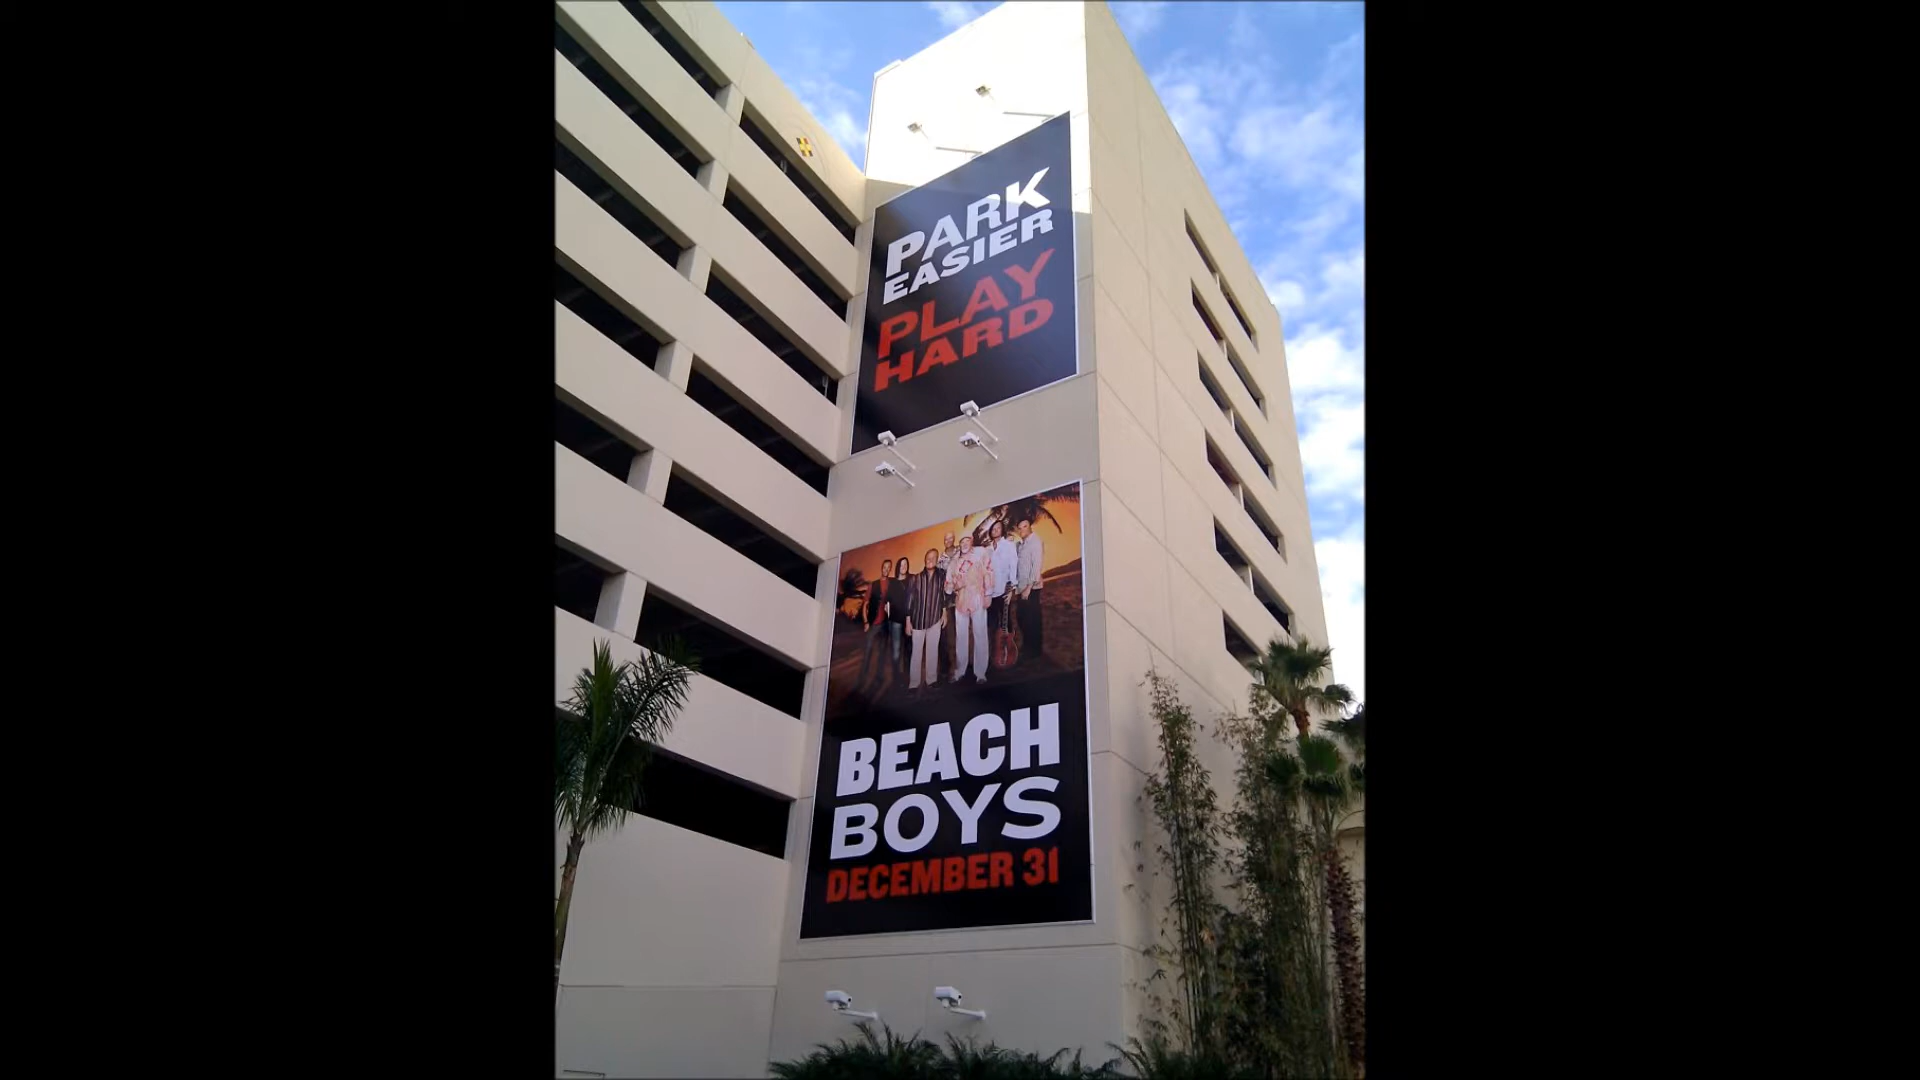 PARK
EASIER
PLAY
HARD
BEACH
BOYS
DECEMBER 31